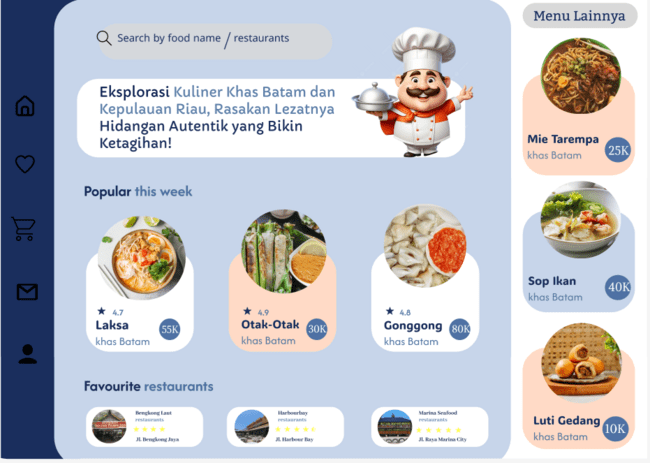 Search by food name / restaurants
Eksplorasi Kuliner Khas Batam dan
Kepulauan Riau, Rasakan Lezatnya
Hidangan Autentik yang Bikin
Ketagihan!
Popular this week
4.7
Laksa
khas Batam
55K
4.9
Otak-Otak
khas Batam
30K
4.8
Gonggong
khas Batam
80K
Favourite restaurants
Bengkong Laut
restaurants
Jl. Bengkong Jaya
Harbourbay
restaurants
Jl. Harbour Bay
Marina Seafood
restaurants
Jl. Raya Marina City
Menu Lainnya
Mie Tarempa
khas Batam
25K
Sop Ikan
khas Batam
40K
Luti Gedang
khas Batam
10K